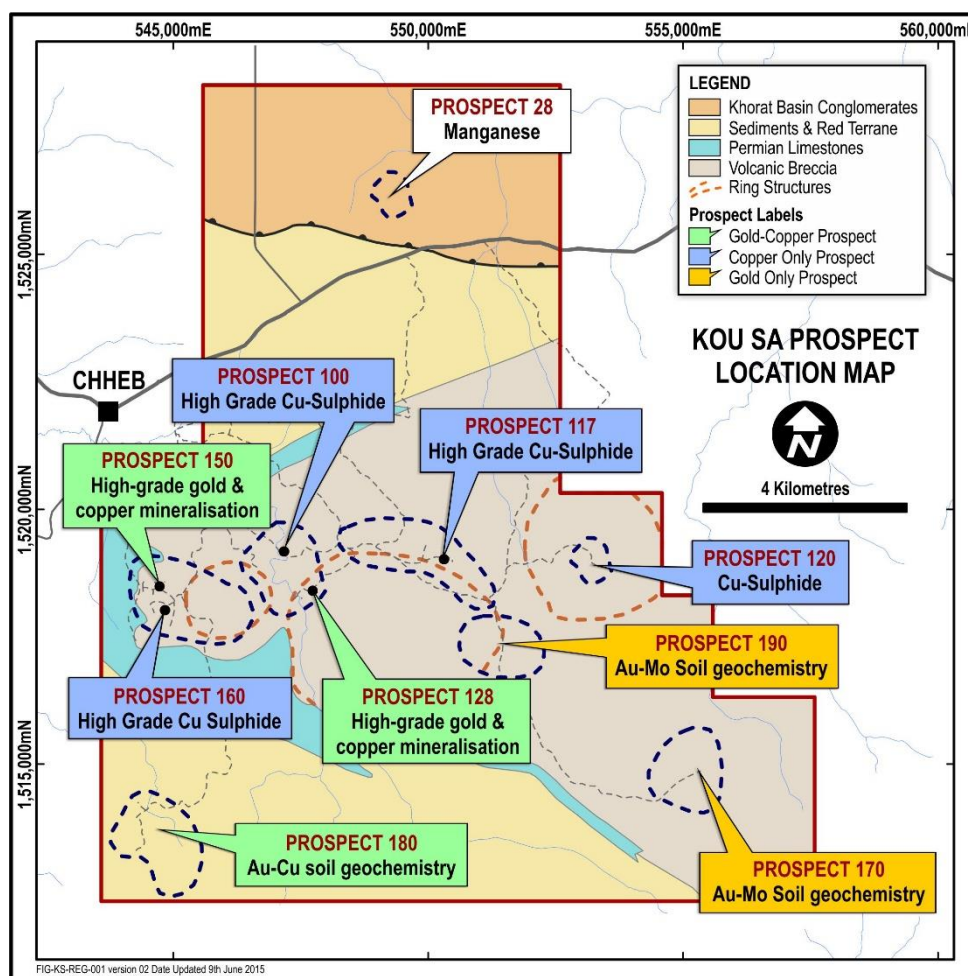 545,000mE
550,000mE
555,000mE
560,000mE
1,525,000mN
1,520,000mN
1,515,000mN
LEGEND
Khorat Basin Conglomerates
Sediments & Red Terrane
Permian Limestones
Volcanic Breccia
Ring Structures
Prospect Labels
Gold-Copper Prospect
Copper Only Prospect
Gold Only Prospect
KOU SA PROSPECT
LOCATION MAP
N
4 Kilometres
PROSPECT 28
Manganese
CHHEB
PROSPECT 100
High Grade Cu-Sulphide
PROSPECT 117
High Grade Cu-Sulphide
PROSPECT 150
High-grade gold &
copper mineralisation
PROSPECT 120
Cu-Sulphide
PROSPECT 190
Au-Mo Soil geochemistry
PROSPECT 160
High Grade Cu Sulphide
PROSPECT 128
High-grade gold &
copper mineralisation
PROSPECT 180
Au-Cu soil geochemistry
PROSPECT 170
Au-Mo Soil geochemistry
FIG-KS-REG-001 version 02 Date Updated 9th June 2015